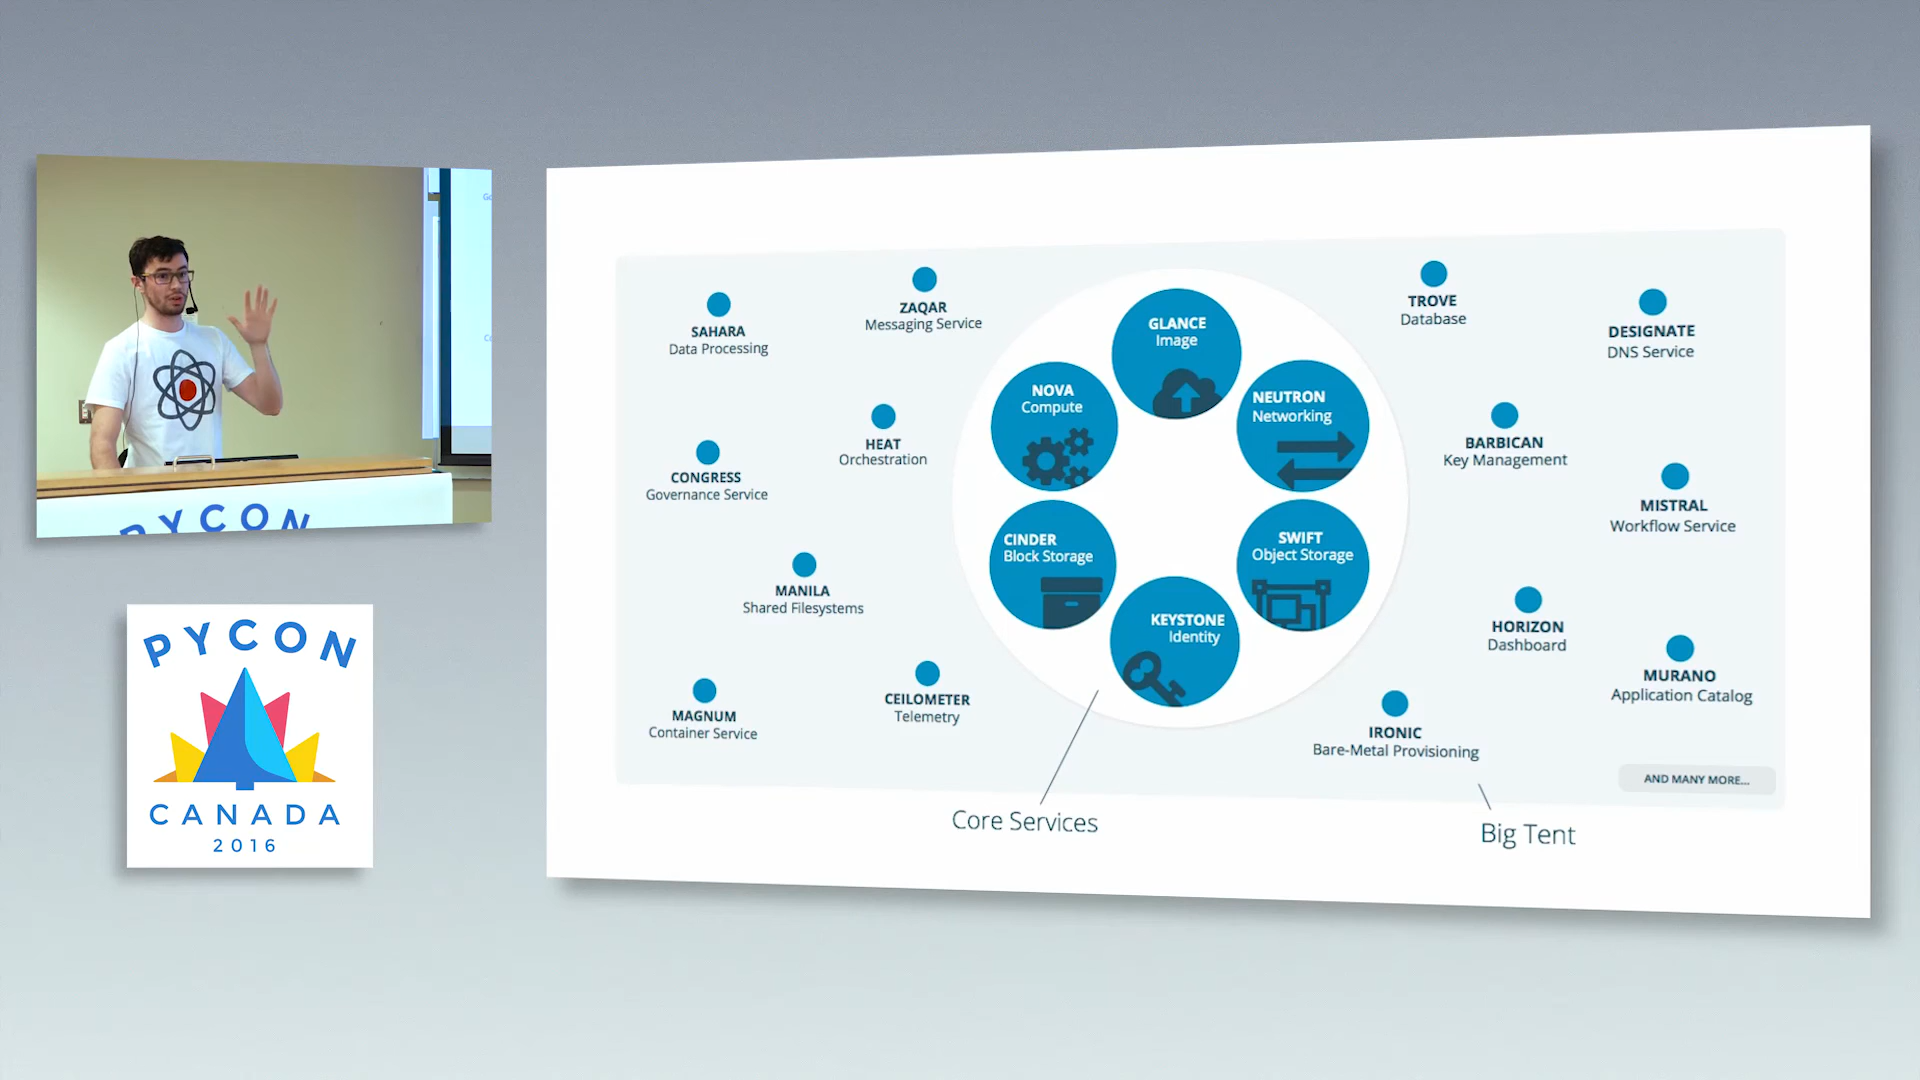 PYCON
PYCON
CANADA
2016
SAHARA
Data Processing
ZAQAR
Messaging Service
CONGRESS
Governance Service
HEAT
Orchestration
MANILA
Shared Filesystems
MAGNUM
Container Service
CEILOMETER
Telemetry
GLANCE
Image
NOVA
Compute
NEUTRON
Networking
CINDER
Block Storage
SWIFT
Object Storage
KEYSTONE
Identity
TROVE
Database
DESIGNATE
DNS Service
BARBICAN
Key Management
MISTRAL
Workflow Service
HORIZON
Dashboard
MURANO
Application Catalog
IRONIC
Bare-Metal Provisioning
AND MANY MORE...
Core Services
Big Tent